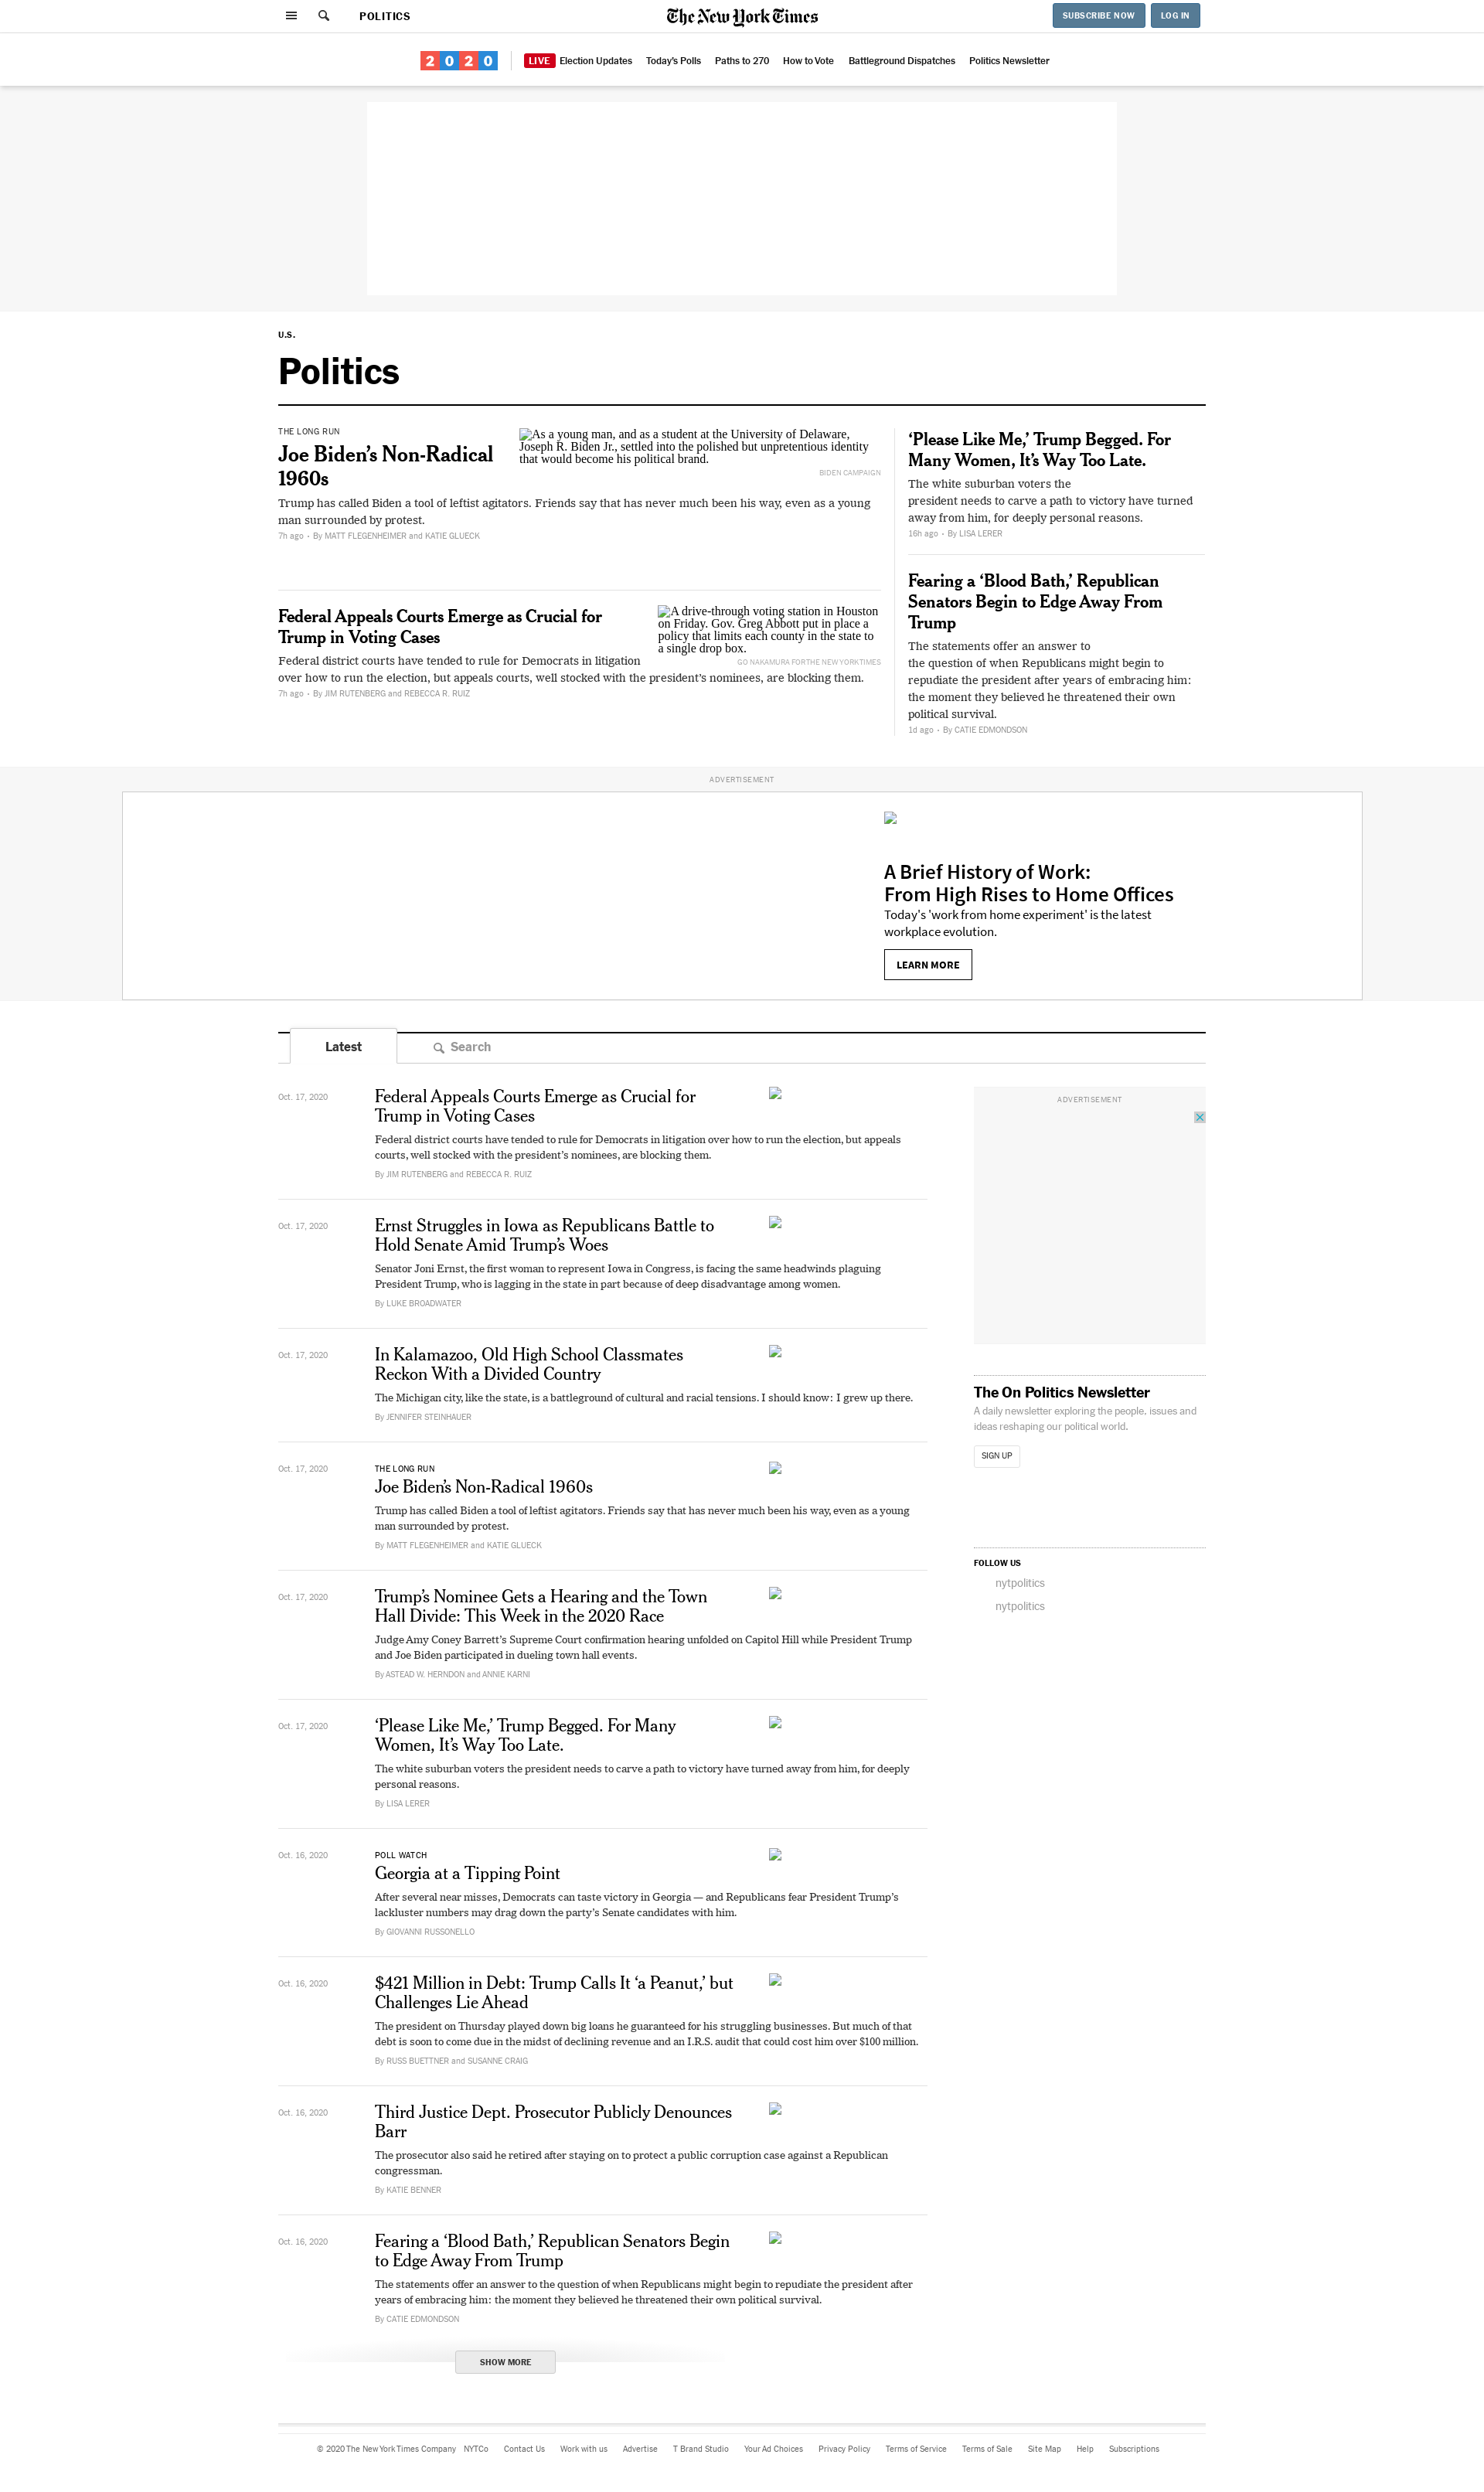 POLITICS
The New York Times
SUBSCRIBE NOW
LOG IN
2020
LIVE Election Updates
Today's Polls
Paths to 270
How to Vote
Battleground Dispatches
Politics Newsletter
U.S.
Politics
THE LONG RUN
Joe Biden’s Non-Radical
1960s
As a young man, and as a student at the University of Delaware,
Joseph R. Biden Jr., settled into the polished but unpretentious identity
that would become his political brand.
BIDEN CAMPAIGN
Trump has called Biden a tool of leftist agitators. Friends say that has never much been his way, even as a young
man surrounded by protest.
7h ago • By MATT FLEGENHEIMER and KATIE GLUECK
Federal Appeals Courts Emerge as Crucial for
Trump in Voting Cases
A drive-through voting station in Houston
on Friday. Gov. Greg Abbott put in place a
policy that limits each county in the state to
a single drop box.
GO NAKAMURA FOR THE NEW YORK TIMES
Federal district courts have tended to rule for Democrats in litigation
over how to run the election, but appeals courts, well stocked with the president’s nominees, are blocking them.
7h ago • By JIM RUTENBERG and REBECCA R. RUIZ
‘Please Like Me,’ Trump Begged. For
Many Women, It’s Way Too Late.
The white suburban voters the
president needs to carve a path to victory have turned
away from him, for deeply personal reasons.
16h ago • By LISA LERER
Fearing a ‘Blood Bath,’ Republican
Senators Begin to Edge Away From
Trump
The statements offer an answer to
the question of when Republicans might begin to
repudiate the president after years of embracing him:
the moment they believed he threatened their own
political survival.
1d ago • By CATIE EDMONDSON
ADVERTISEMENT
A Brief History of Work:
From High Rises to Home Offices
Today's 'work from home experiment' is the latest
workplace evolution.
LEARN MORE
Latest
Search
Oct. 17, 2020
Federal Appeals Courts Emerge as Crucial for
Trump in Voting Cases
Federal district courts have tended to rule for Democrats in litigation over how to run the election, but appeals
courts, well stocked with the president’s nominees, are blocking them.
By JIM RUTENBERG and REBECCA R. RUIZ
Oct. 17, 2020
Ernst Struggles in Iowa as Republicans Battle to
Hold Senate Amid Trump’s Woes
Senator Joni Ernst, the first woman to represent Iowa in Congress, is facing the same headwinds plaguing
President Trump, who is lagging in the state in part because of deep disadvantage among women.
By LUKE BROADWATER
Oct. 17, 2020
In Kalamazoo, Old High School Classmates
Reckon With a Divided Country
The Michigan city, like the state, is a battleground of cultural and racial tensions. I should know: I grew up there.
By JENNIFER STEINHAUER
Oct. 17, 2020
THE LONG RUN
Joe Biden’s Non-Radical 1960s
Trump has called Biden a tool of leftist agitators. Friends say that has never much been his way, even as a young
man surrounded by protest.
By MATT FLEGENHEIMER and KATIE GLUECK
Oct. 17, 2020
Trump’s Nominee Gets a Hearing and the Town
Hall Divide: This Week in the 2020 Race
Judge Amy Coney Barrett’s Supreme Court confirmation hearing unfolded on Capitol Hill while President Trump
and Joe Biden participated in dueling town hall events.
By ASTEAD W. HERNDON and ANNIE KARNI
Oct. 17, 2020
‘Please Like Me,’ Trump Begged. For Many
Women, It’s Way Too Late.
The white suburban voters the president needs to carve a path to victory have turned away from him, for deeply
personal reasons.
By LISA LERER
Oct. 16, 2020
POLL WATCH
Georgia at a Tipping Point
After several near misses, Democrats can taste victory in Georgia — and Republicans fear President Trump’s
lackluster numbers may drag down the party’s Senate candidates with him.
By GIOVANNI RUSSONELLO
Oct. 16, 2020
$421 Million in Debt: Trump Calls It ‘a Peanut,’ but
Challenges Lie Ahead
The president on Thursday played down big loans he guaranteed for his struggling businesses. But much of that
debt is soon to come due in the midst of declining revenue and an I.R.S. audit that could cost him over $100 million.
By RUSS BUETTNER and SUSANNE CRAIG
Oct. 16, 2020
Third Justice Dept. Prosecutor Publicly Denounces
Barr
The prosecutor also said he retired after staying on to protect a public corruption case against a Republican
congressman.
By KATIE BENNER
Oct. 16, 2020
Fearing a ‘Blood Bath,’ Republican Senators Begin
to Edge Away From Trump
The statements offer an answer to the question of when Republicans might begin to repudiate the president after
years of embracing him: the moment they believed he threatened their own political survival.
By CATIE EDMONDSON
SHOW MORE
ADVERTISEMENT
The On Politics Newsletter
A daily newsletter exploring the people, issues and
ideas reshaping our political world.
SIGN UP
FOLLOW US
nytpolitics
nytpolitics
© 2020 The New York Times Company
NYTCo
Contact Us
Work with us
Advertise
T Brand Studio
Your Ad Choices
Privacy Policy
Terms of Service
Terms of Sale
Site Map
Help
Subscriptions